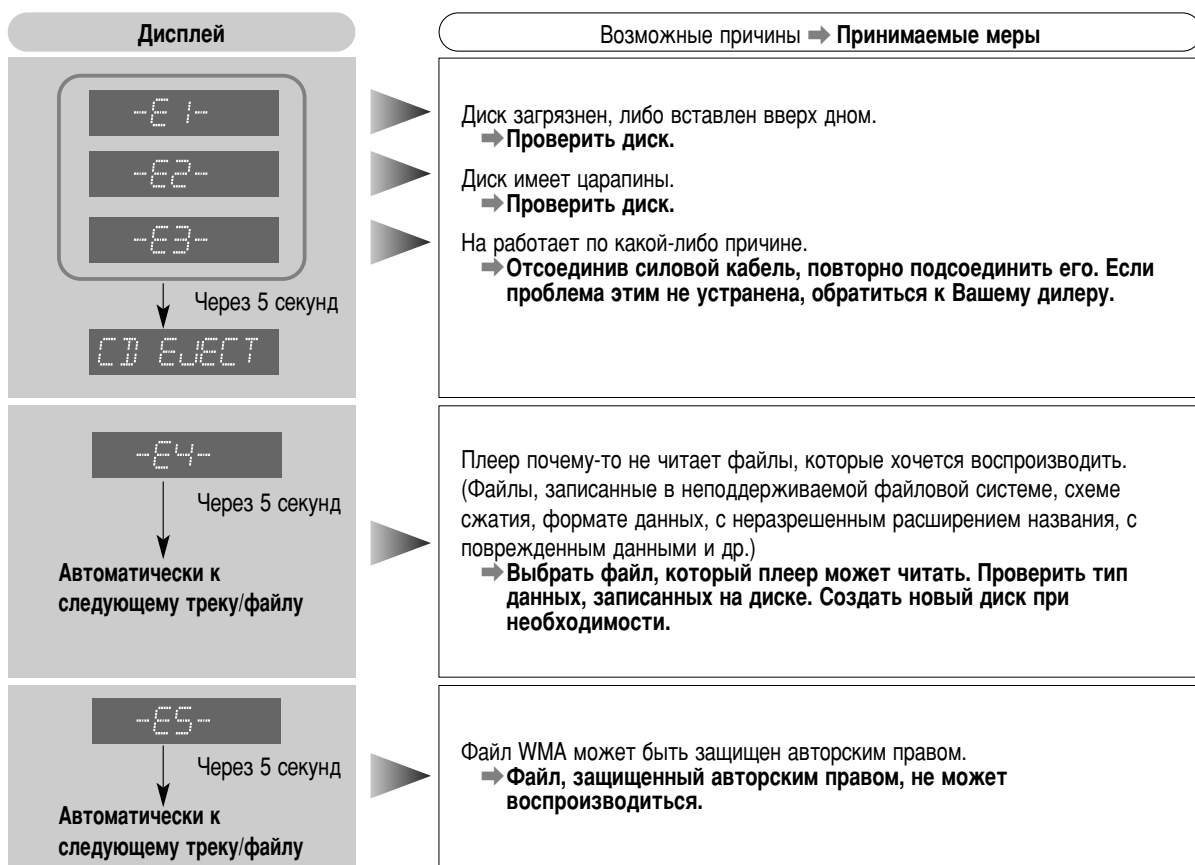 Дисплей
Возможные причины ➡ Принимаемые меры
-E1-
Диск загрязнен, либо вставлен вверх дном.
➡Проверить диск.
-E2-
Диск имеет царапины.
➡Проверить диск.
-E3-
На работает по какой-либо причине.
➡Отсоединив силовой кабель, повторно подсоединить его. Если
проблема этим не устранена, обратиться к Вашему дилеру.
Через 5 секунд
CD EJECT
-E4-
Через 5 секунд
Автоматически к
следующему треку/файлу
Плеер почему-то не читает файлы, которые хочется воспроизводить.
(Файлы, записанные в неподдерживаемой файловой системе, схеме
сжатия, формате данных, с неразрешенным расширением названия, с
поврежденным данными и др.)
➡Выбрать файл, который плеер может читать. Проверить тип
данных, записанных на диске. Создать новый диск при
необходимости.
-E5-
Через 5 секунд
Автоматически к
следующему треку/файлу
Файл WMA может быть защищен авторским правом.
➡Файл, защищенный авторским правом, не может
воспроизводиться.